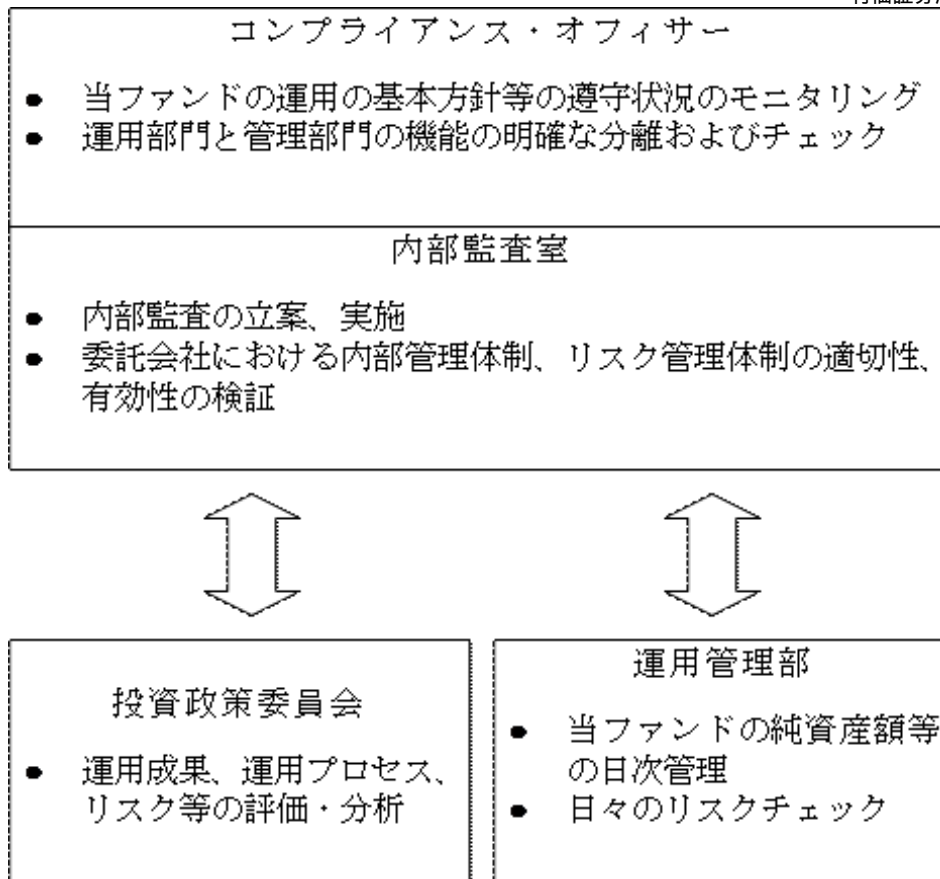 コンプライアンス・オフィサー
● 当ファンドの運用の基本方針等の遵守状況のモニタリング
● 運用部門と管理部門の機能の明確な分離およびチェック
内部監査室
● 内部監査の立案、実施
● 委託会社における内部管理体制、リスク管理体制の適切性、
有効性の検証
投資政策委員会
● 運用成果、運用プロセス、
リスク等の評価・分析
運用管理部
● 当ファンドの純資産額等
の日次管理
● 日々のリスクチェック